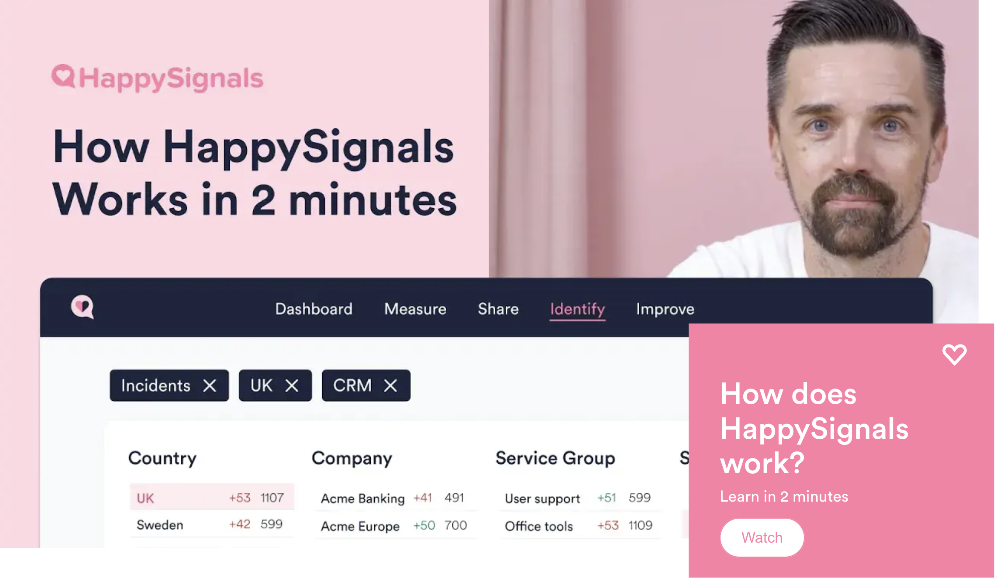 HappySignals
How HappySignals
Works in 2 minutes
Dashboard Measure Share Identify Improve
Incidents X UK X CRM X
Country Company Service Group S
UK +53 1107 Acme Banking +41 491 User support +51 599
Sweden +42 599 Acme Europe +50 700 Office tools +53 1109
How does
HappySignals
work?
Learn in 2 minutes
Watch